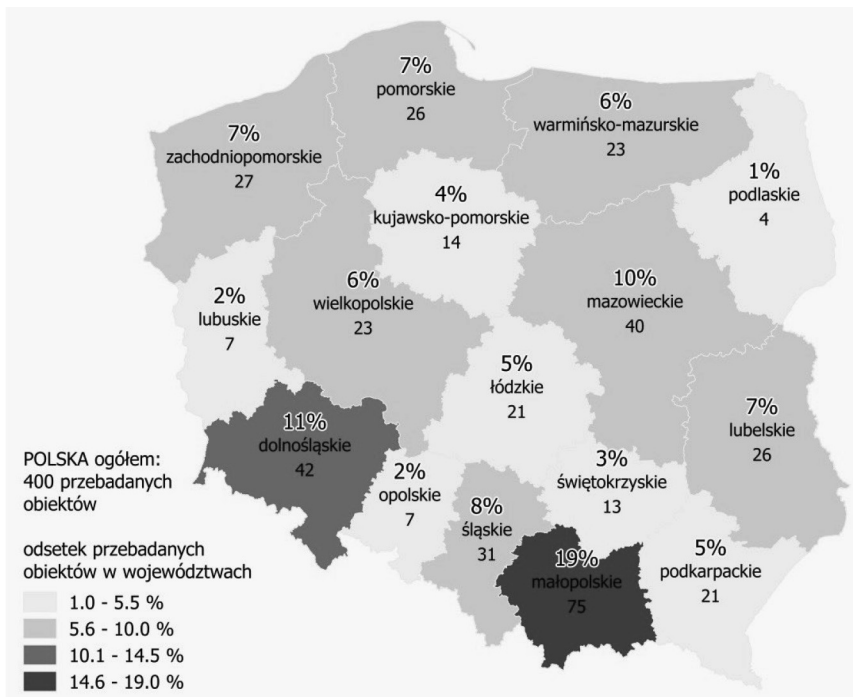 7%
pomorskie
26
6%
warmińsko-mazurskie
23
7%
zachodniopomorskie
27
1%
podlaskie
4
4%
kujawsko-pomorskie
14
10%
mazowieckie
40
6%
wielkopolskie
23
2%
lubuskie
7
5%
łódzkie
21
7%
lubelskie
26
11%
dolnośląskie
42
2%
opolskie
7
3%
świętokrzyskie
13
8%
śląskie
31
19%
małopolskie
75
5%
podkarpackie
21
POLSKA ogółem:
400 przebadanych
obiektów
odsetek przebadanych
obiektów w województwach
1.0 - 5.5 %
5.6 - 10.0 %
10.1 - 14.5 %
14.6 - 19.0 %